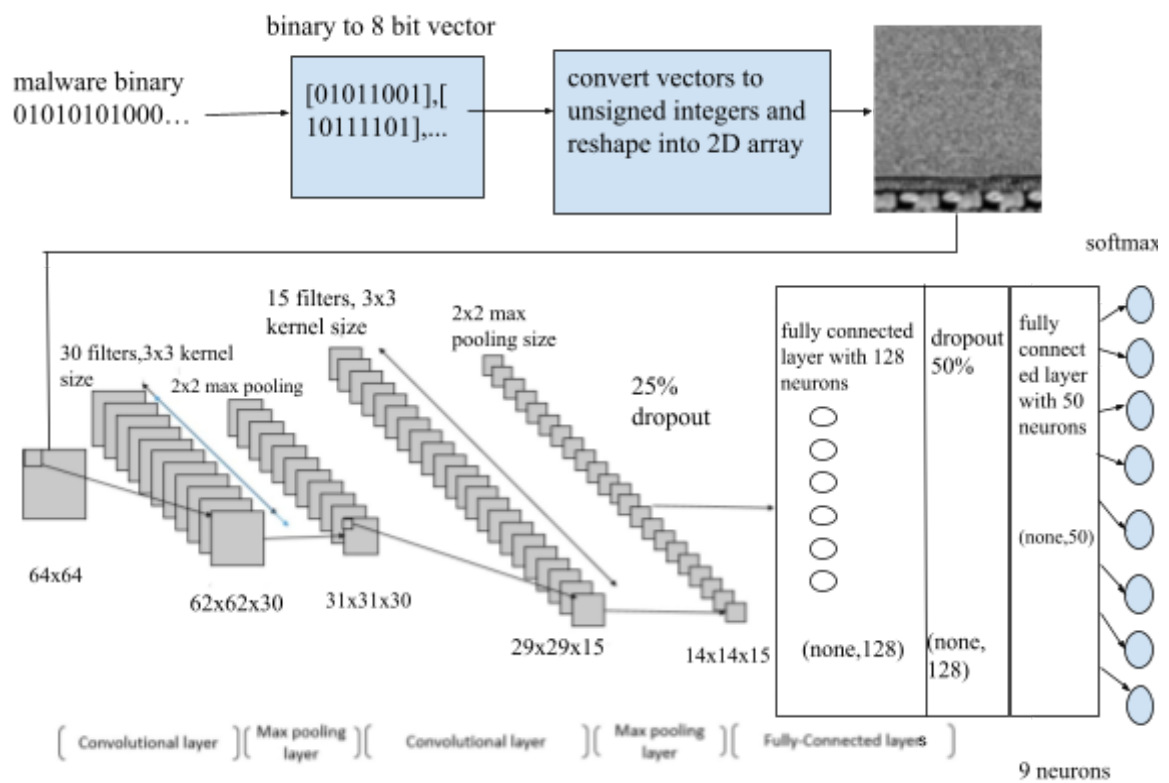 binary to 8 bit vector
malware binary
01010101000...
[01011001],[
10111101],...
convert vectors to
unsigned integers and
reshape into 2D array
softmax
30 filters,3x3 kernel
size
2x2 max pooling
15 filters, 3x3
kernel size
2x2 max
pooling size
25%
dropout
fully connected
layer with 128
neurons
dropout
50%
fully
connect
ed layer
with 50
neurons
(none,50)
64x64
62x62x30
31x31x30
29x29x15
14x14x15
(none,128)
(none,
128)
Convolutional layer
Max pooling
layer
Convolutional layer
Max pooling
layer
Fully-Connected layers
9 neurons